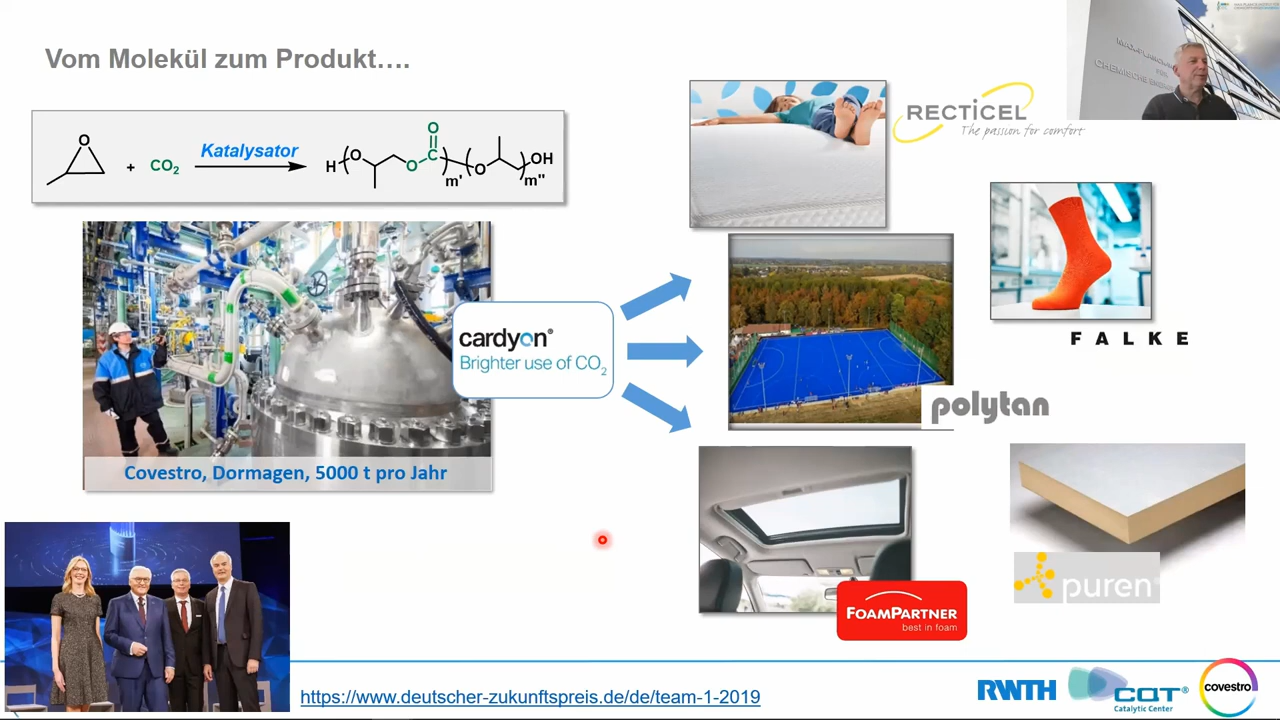 Vom Molekül zum Produkt….
O
+ CO2
Katalysator
H
O
O
O
m'
O
OH
m"
cardyon®
Brighter use of CO2
Covestro, Dormagen, 5000 t pro Jahr
RECTICEL
The passion for comfort
FALKE
polytan
FOAMPARTNER
best in foam
puren
https://www.deutscher-zukunftspreis.de/de/team-1-2019
RWTH
CAT®
Catalytic Center
covestro